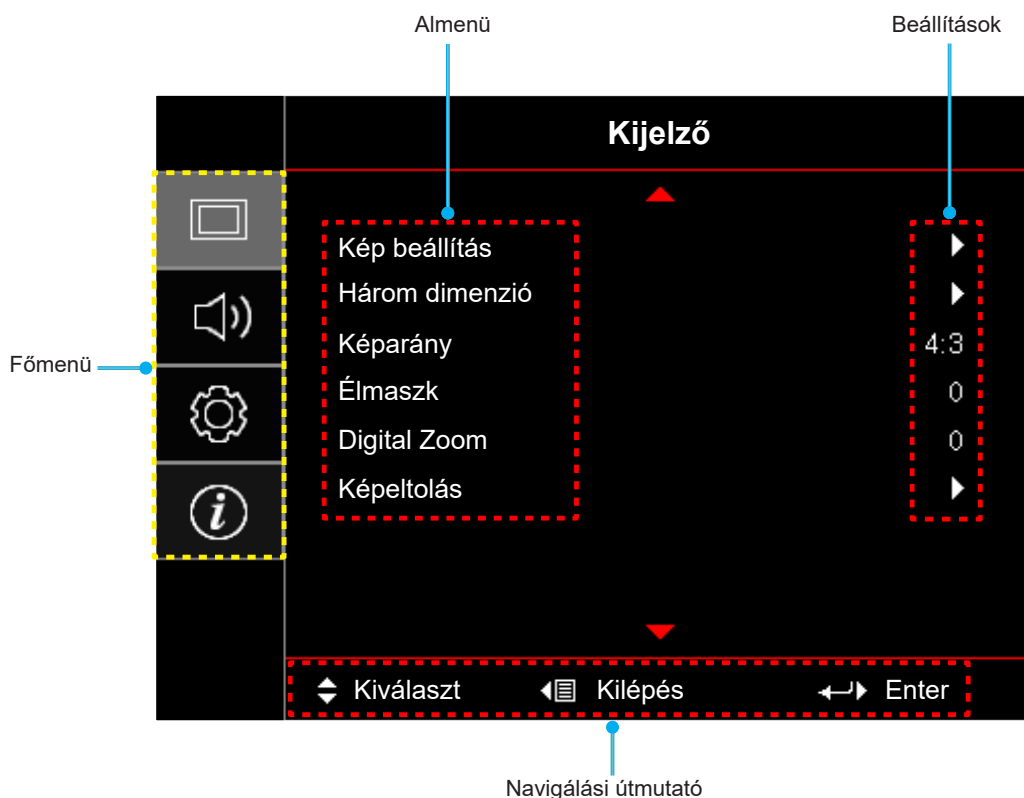 Almenü Beállítások
Kijelző
Kép beállítás
Három dimenzió
Képarány 4:3
Főmenü
Élmaszk 0
Digital Zoom 0
Képeltolás
i
Kiválaszt Kilépés Enter
Navigálási útmutató